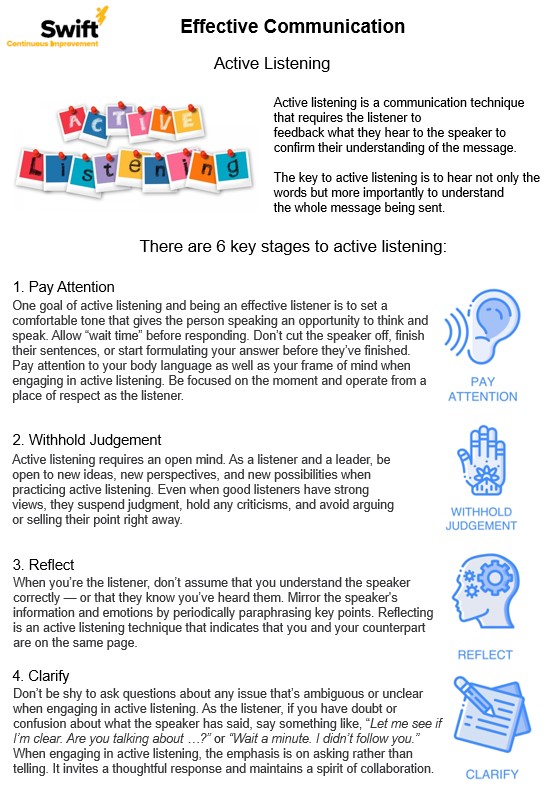 Swift
Continuous Improvement
Effective Communication
Active Listening
ACTIVE
Listening
Active listening is a communication technique
that requires the listener to
feedback what they hear to the speaker to
confirm their understanding of the message.
The key to active listening is to hear not only the
words but more importantly to understand
the whole message being sent.
There are 6 key stages to active listening:
1. Pay Attention
One goal of active listening and being an effective listener is to set a
comfortable tone that gives the person speaking an opportunity to think and
speak. Allow “wait time” before responding. Don’t cut the speaker off, finish
their sentences, or start formulating your answer before they’ve finished.
Pay attention to your body language as well as your frame of mind when
engaging in active listening. Be focused on the moment and operate from a
place of respect as the listener.
PAY
ATTENTION
2. Withhold Judgement
Active listening requires an open mind. As a listener and a leader, be
open to new ideas, new perspectives, and new possibilities when
practicing active listening. Even when good listeners have strong
views, they suspend judgment, hold any criticisms, and avoid arguing
or selling their point right away.
WITHHOLD
JUDGEMENT
3. Reflect
When you’re the listener, don’t assume that you understand the speaker
correctly — or that they know you’ve heard them. Mirror the speaker’s
information and emotions by periodically paraphrasing key points. Reflecting
is an active listening technique that indicates that you and your counterpart
are on the same page.
REFLECT
4. Clarify
Don’t be shy to ask questions about any issue that’s ambiguous or unclear
when engaging in active listening. As the listener, if you have doubt or
confusion about what the speaker has said, say something like, “Let me see if
I’m clear. Are you talking about …?” or “Wait a minute. I didn’t follow you.”
When engaging in active listening, the emphasis is on asking rather than
telling. It invites a thoughtful response and maintains a spirit of collaboration.
CLARIFY